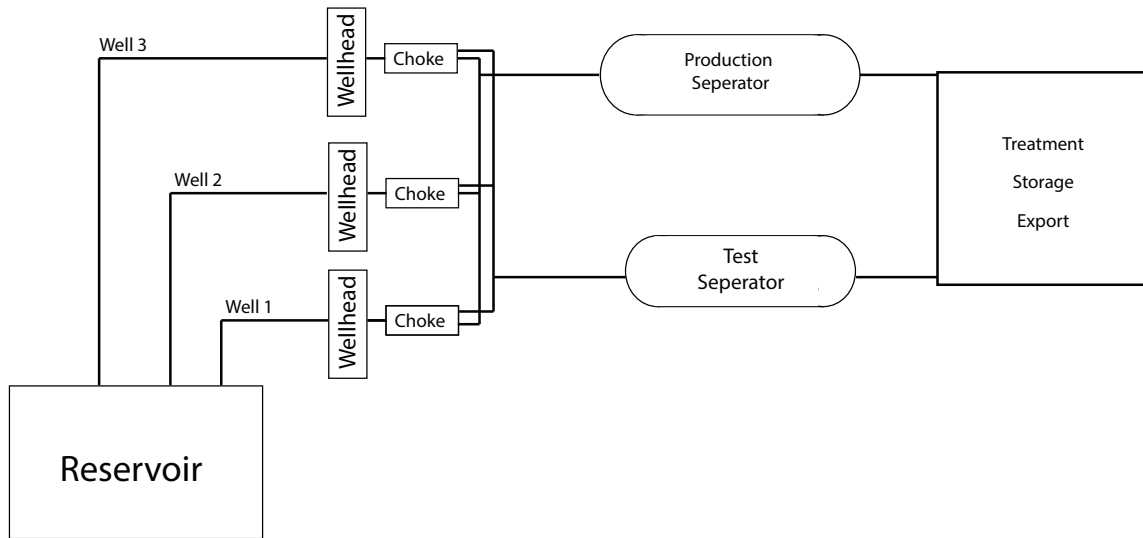 Well 3
Wellhead
Choke
Production
Seperator
Treatment
Storage
Export
Well 2
Wellhead
Choke
Test
Seperator
Well 1
Wellhead
Choke
Reservoir